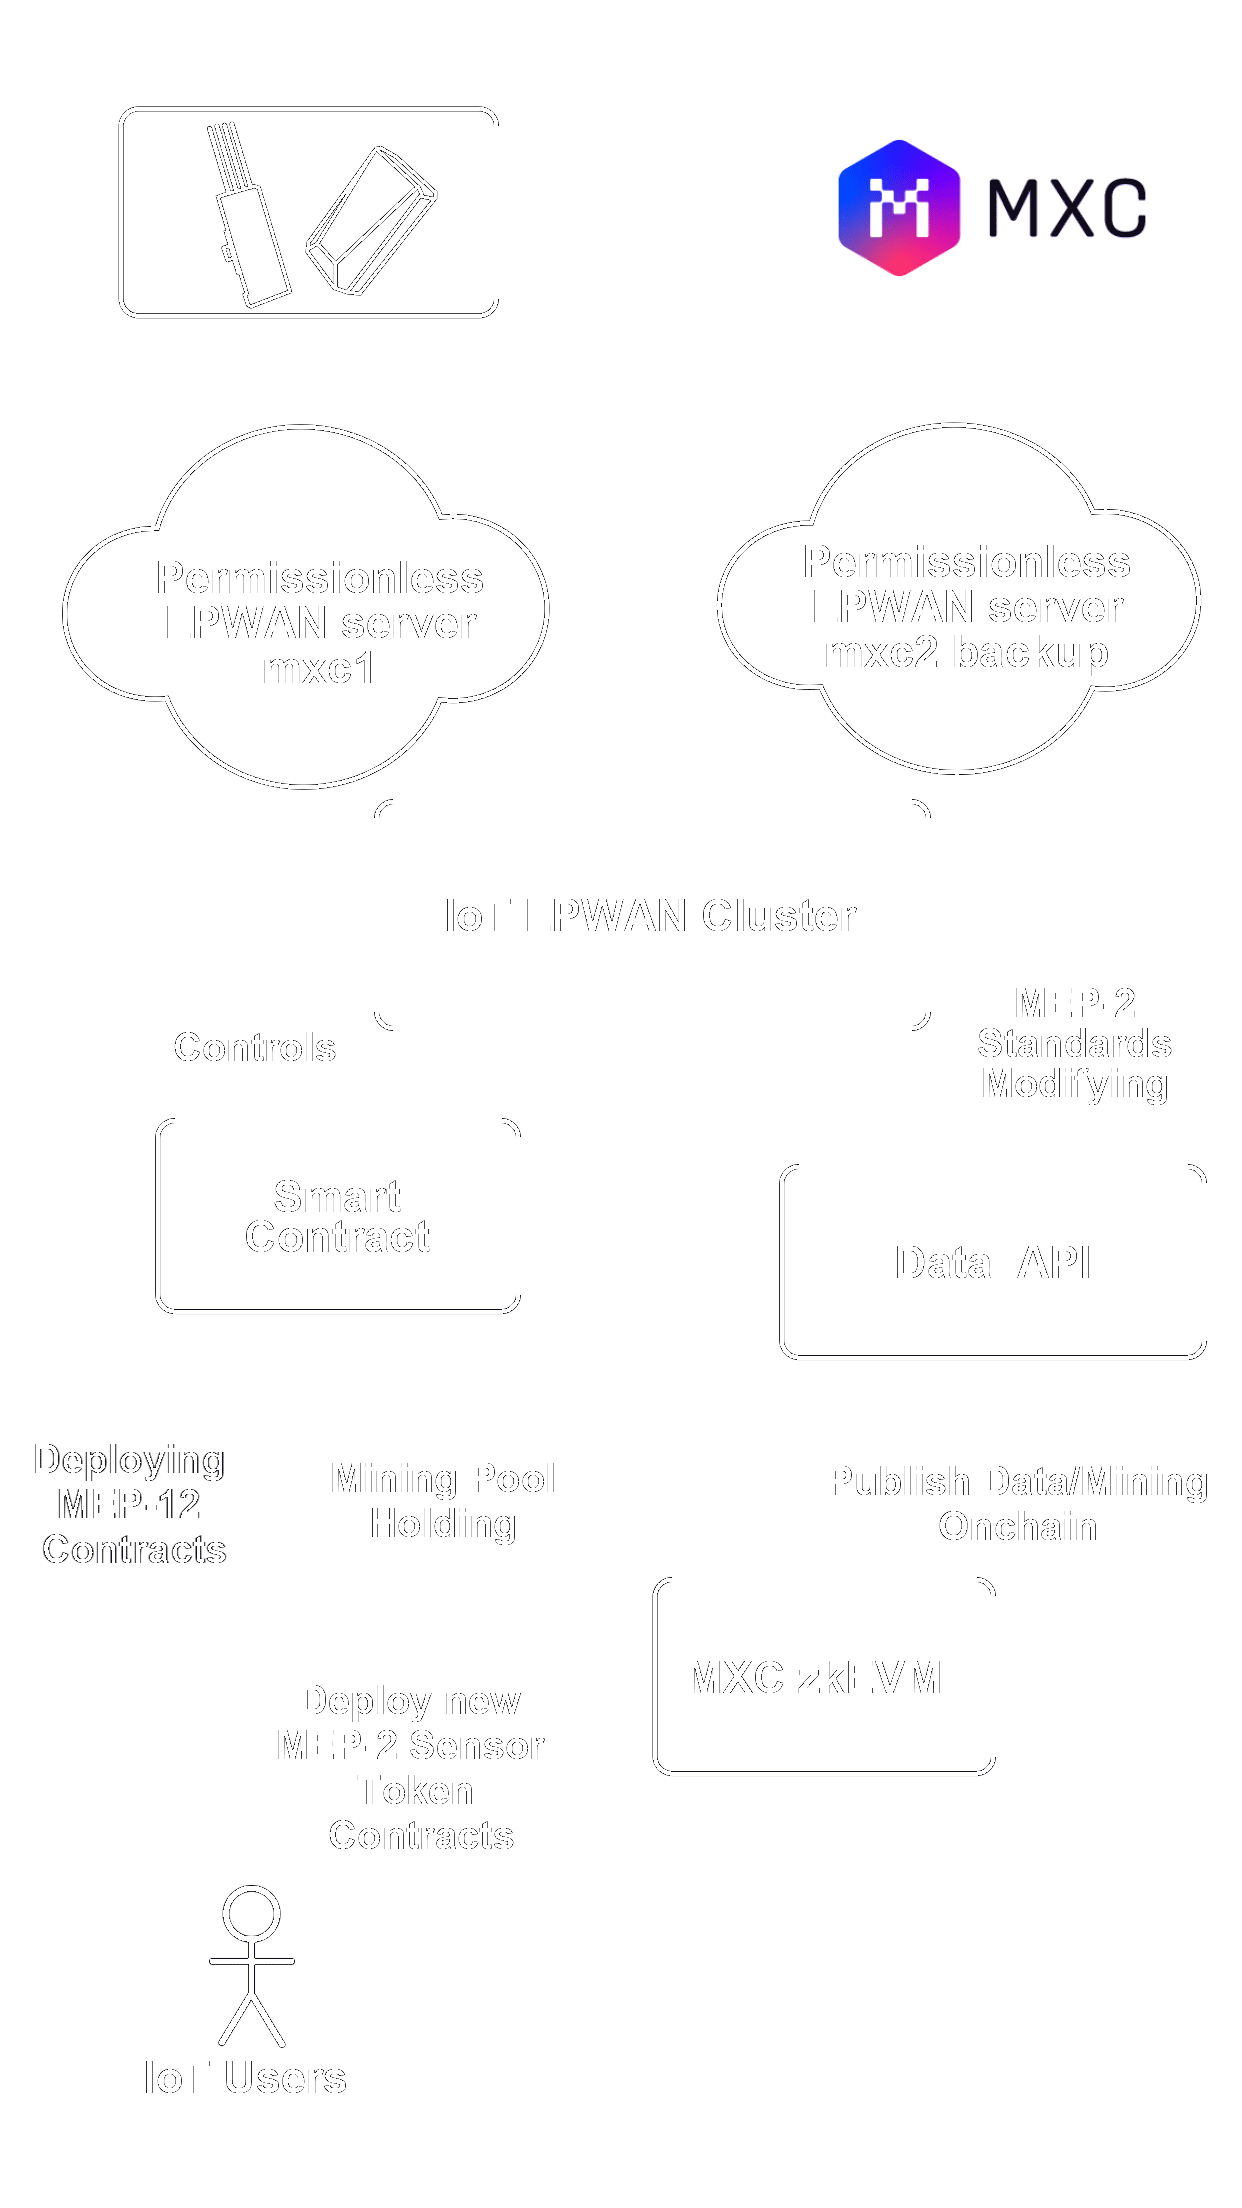 MXC
Permissionless
LPWAN server
mxc1
Permissionless
LPWAN server
mxc2 backup
IoT LPWAN Cluster
Controls
MEP-2
Standards
Modifying
Smart
Contract
Data API
Deploying
MEP-12
Contracts
Mining Pool
Holding
Publish Data/Mining
Onchain
MXC zkEVM
Deploy new
MEP-2 Sensor
Token
Contracts
IoT Users